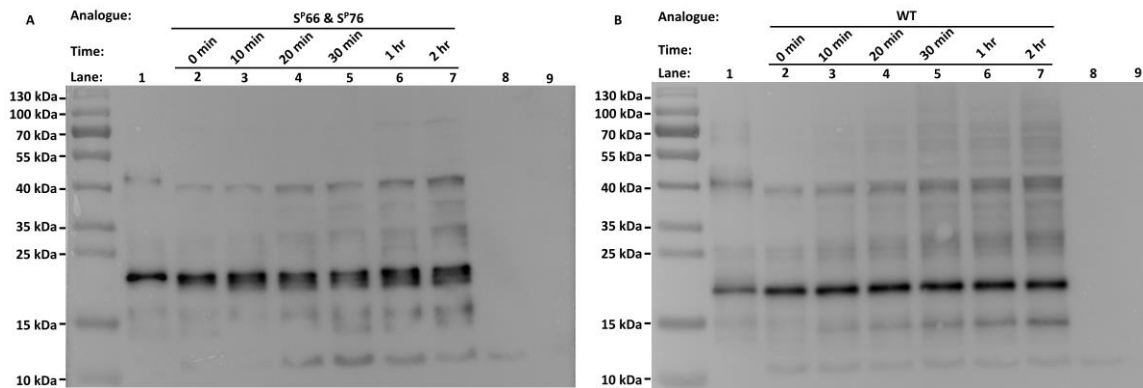 A
Analogue:
Sᴾ66 & Sᴾ76
Time:
0 min 10 min 20 min 30 min 1 hr 2 hr
Lane: 1 2 3 4 5 6 7 8 9
130 kDa
100 kDa
70 kDa
55 kDa
40 kDa
35 kDa
25 kDa
15 kDa
10 kDa
B
Analogue:
WT
Time:
0 min 10 min 20 min 30 min 1 hr 2 hr
Lane: 1 2 3 4 5 6 7 8 9
130 kDa
100 kDa
70 kDa
55 kDa
40 kDa
35 kDa
25 kDa
15 kDa
10 kDa